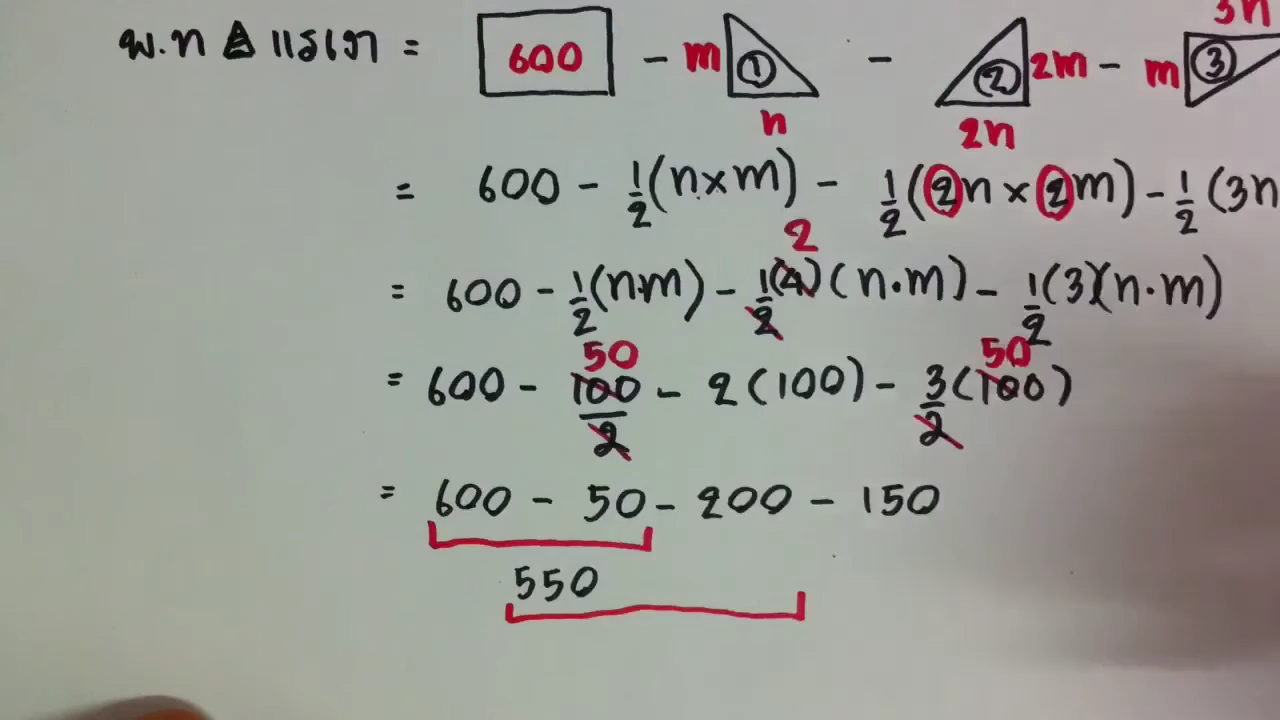 พ.ท △ แรเงา = 600 - m ① n - ② 2m 2n - m ③ 3n
= 600 - 1/2 (n × m) - 1/2 (2n × 2m) - 1/2 (3n
= 600 - 1/2 (n·m) - 1/2 (4) 2 (n·m) - 1/2 (3)(n·m)
= 600 - 100/2 50 - 2(100) - 3/2 (100) 50
= 600 - 50 - 200 - 150
550